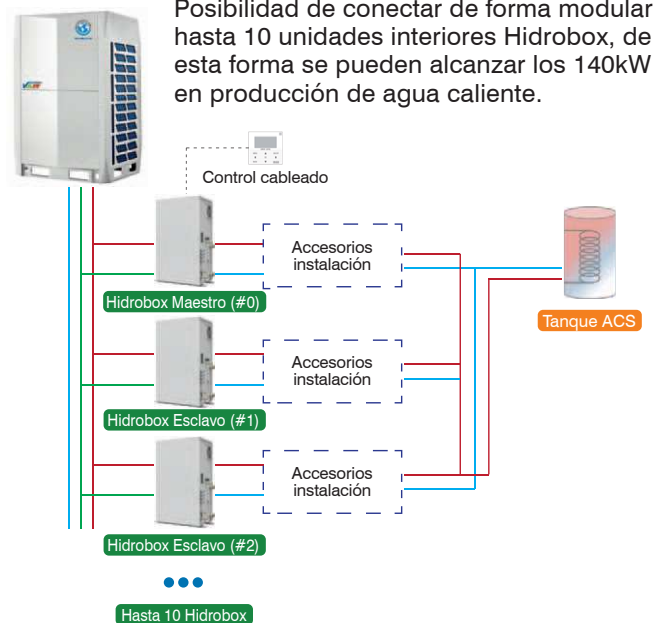 Posibilidad de conectar de forma modular
hasta 10 unidades interiores Hidrobox, de
esta forma se pueden alcanzar los 140kW
en producción de agua caliente.
Control cableado
Accesorios
instalación
Hidrobox Maestro (#0)
Tanque ACS
Accesorios
instalación
Hidrobox Esclavo (#1)
Accesorios
instalación
Hidrobox Esclavo (#2)
Hasta 10 Hidrobox